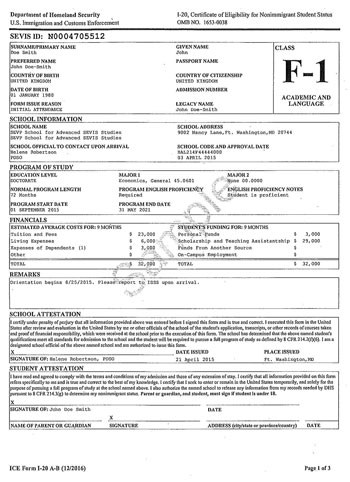 Department of Homeland Security
U.S. Immigration and Customs Enforcement
I-20, Certificate of Eligibility for Nonimmigrant Student Status
OMB NO. 1653-0038
SEVIS ID: N0004705512
SURNAME/PRIMARY NAME
Doe Smith
GIVEN NAME
John
CLASS
PREFERRED NAME
John Doe-Smith
PASSPORT NAME
F-1
COUNTRY OF BIRTH
UNITED KINGDOM
COUNTRY OF CITIZENSHIP
UNITED KINGDOM
DATE OF BIRTH
01 JANUARY 1980
ADMISSION NUMBER
ACADEMIC AND
LANGUAGE
FORM ISSUE REASON
INITIAL ATTENDANCE
LEGACY NAME
John Doe-Smith
SCHOOL INFORMATION
SCHOOL NAME
SEVP School for Advanced SEVIS Studies
SEVP School for Advanced SEVIS Studies
SCHOOL ADDRESS
9002 Nancy Lane,Ft. Washington,MD 20744
SCHOOL OFFICIAL TO CONTACT UPON ARRIVAL
Helene Robertson
PDSO
SCHOOL CODE AND APPROVAL DATE
BAL214F44444000
03 APRIL 2015
PROGRAM OF STUDY
EDUCATION LEVEL
DOCTORATE
MAJOR 1
Economics, General 45.0601
MAJOR 2
None 00.0000
NORMAL PROGRAM LENGTH
72 Months
PROGRAM ENGLISH PROFICIENCY
Required
ENGLISH PROFICIENCY NOTES
Student is proficient
PROGRAM START DATE
01 SEPTEMBER 2015
PROGRAM END DATE
31 MAY 2021
FINANCIALS
ESTIMATED AVERAGE COSTS FOR: 9 MONTHS
Tuition and Fees $ 23,000
Living Expenses $ 6,000
Expenses of Dependents (1) $ 3,000
Other $
TOTAL $ 32,000
STUDENT'S FUNDING FOR: 9 MONTHS
Personal Funds $ 3,000
Scholarship and Teaching Assistantship $ 29,000
Funds From Another Source $
On-Campus Employment $
TOTAL $ 32,000
REMARKS
Orientation begins 8/25/2015. Please report to ISSS upon arrival.
Sample
SCHOOL ATTESTATION
I certify under penalty of perjury that all information provided above was entered before I signed this form and is true and correct. I executed this form in the United
States after review and evaluation in the United States by me or other officials of the school of the student's application, transcripts, or other records of courses taken
and proof of financial responsibility, which were received at the school prior to the execution of this form. The school has determined that the above named student's
qualifications meet all standards for admission to the school and the student will be required to pursue a full program of study as defined by 8 CFR 214.2(f)(6). I am a
designated school official of the above named school and am authorized to issue this form.
X
SIGNATURE OF: Helene Robertson, PDSO
DATE ISSUED
21 April 2015
PLACE ISSUED
Ft. Washington,MD
STUDENT ATTESTATION
I have read and agreed to comply with the terms and conditions of my admission and those of any extension of stay. I certify that all information provided on this form
refers specifically to me and is true and correct to the best of my knowledge. I certify that I seek to enter or remain in the United States temporarily, and solely for the
purpose of pursuing a full program of study at the school named above. I also authorize the named school to release any information from my records needed by DHS
pursuant to 8 CFR 214.3(g) to determine my nonimmigrant status. Parent or guardian, and student, must sign if student is under 18.
X
SIGNATURE OF: John Doe Smith
DATE
X
NAME OF PARENT OR GUARDIAN
SIGNATURE
ADDRESS (city/state or province/country)
DATE
ICE Form I-20 A-B (12/2016)
Page 1 of 3